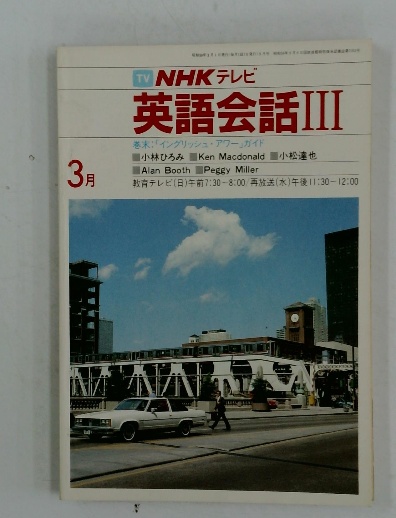 TV NHKテレビ
英語会話III
巻末:「イングリッシュ・アワー」ガイド
■小林ひろみ ■Ken Macdonald ■小松達也
■Alan Booth ■Peggy Miller
3月
教育テレビ(日)午前7:30−8:00/再放送(水)午後11:30−12:00